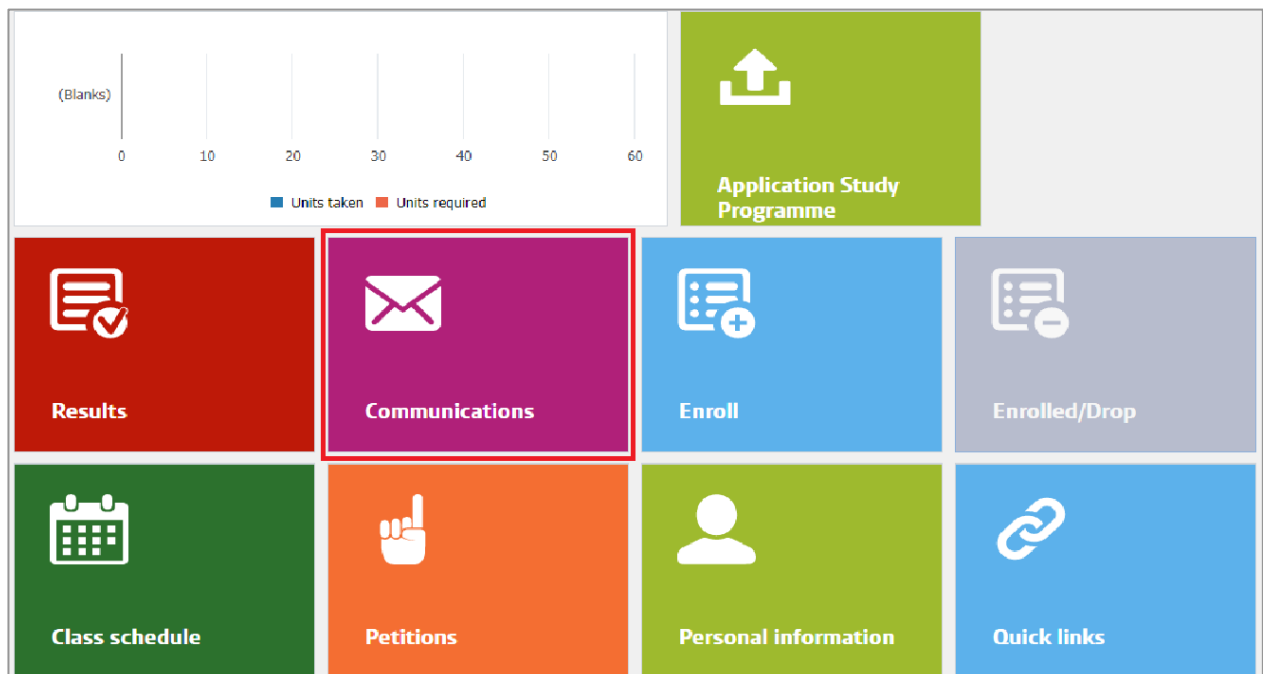 (Blanks)
0 10 20 30 40 50 60
Units taken Units required
Application Study
Programme
Results
Communications
Enroll
Enrolled/Drop
Class schedule
Petitions
Personal information
Quick links